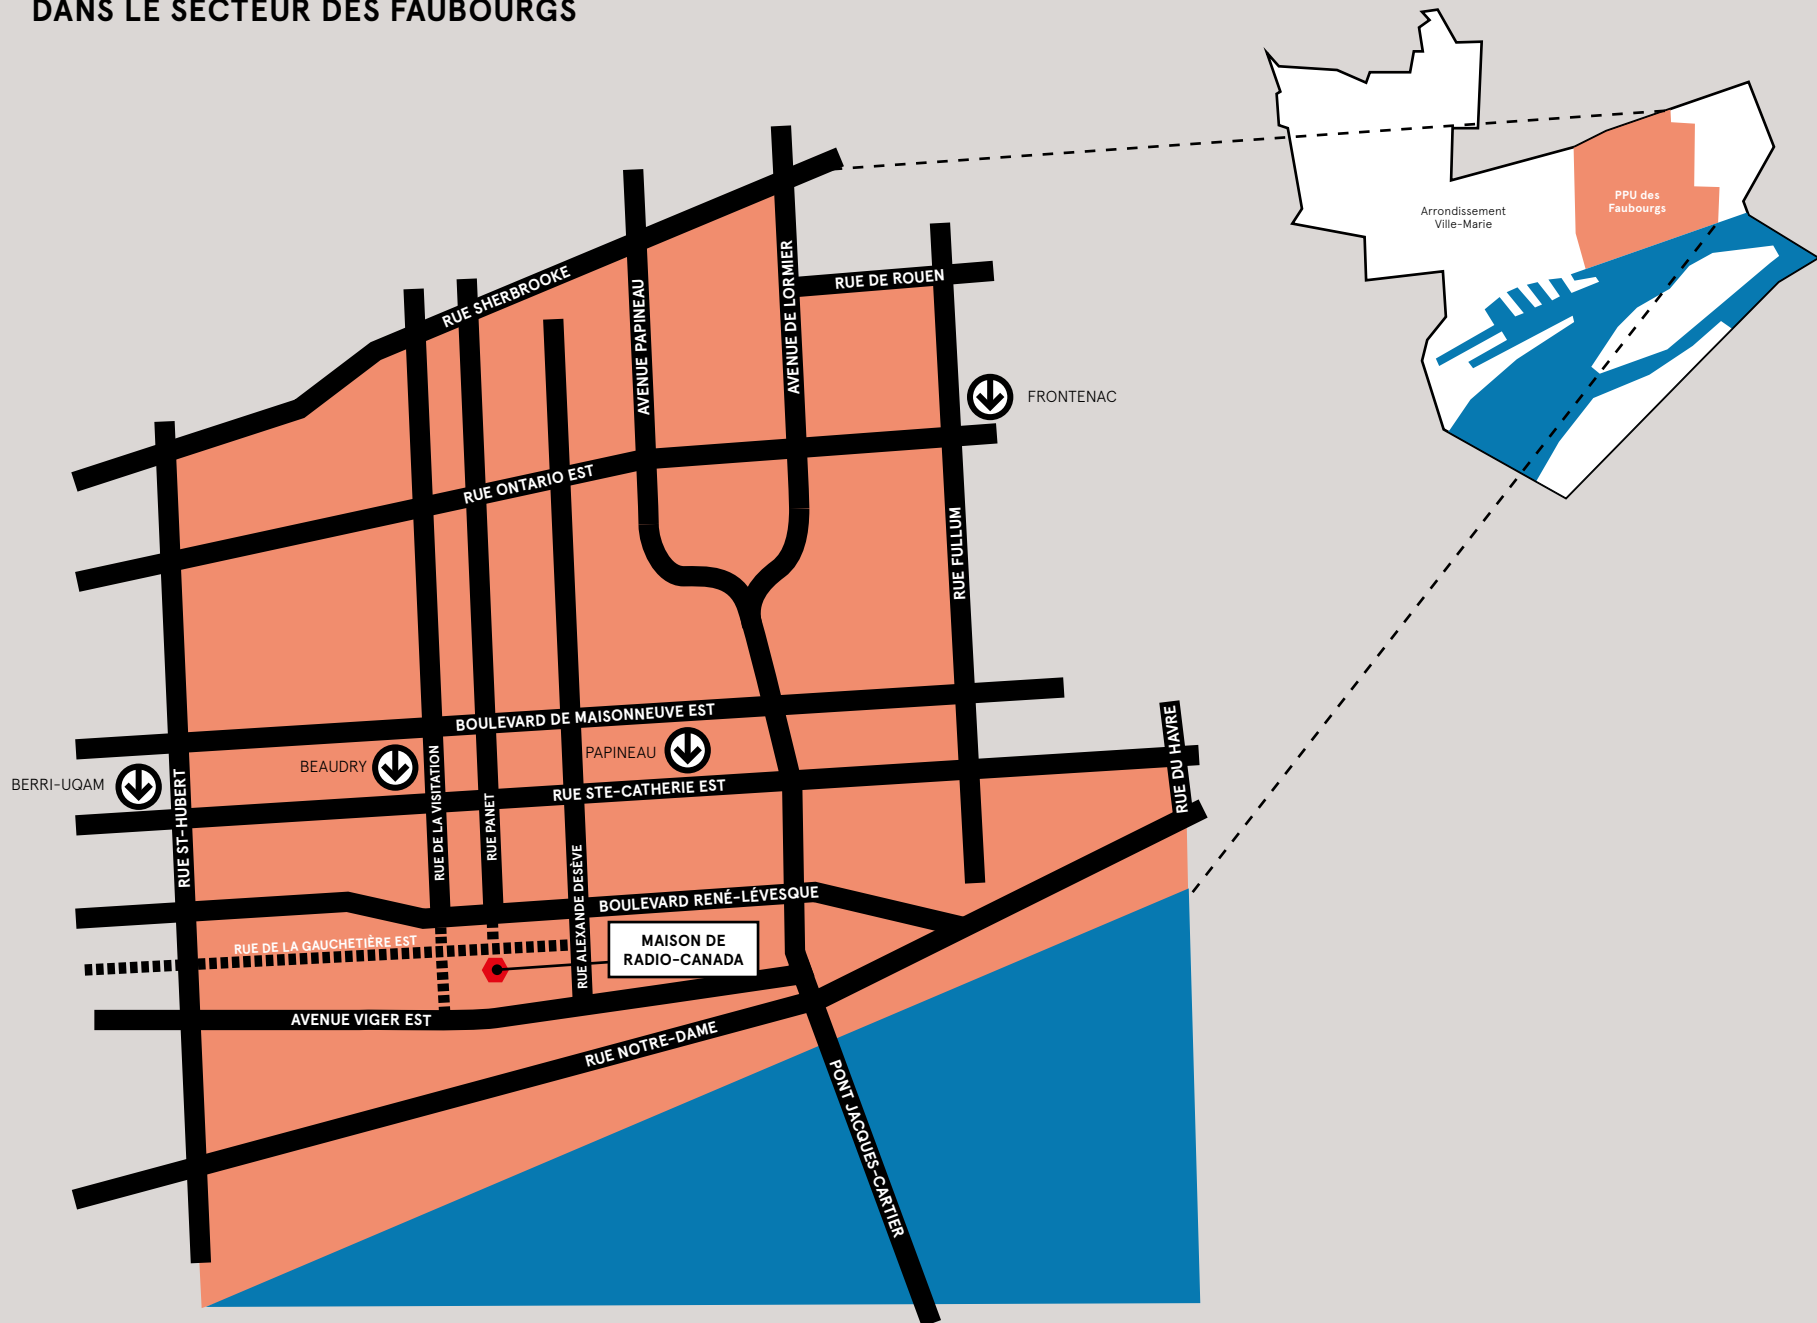 DANS LE SECTEUR DES FAUBOURGS
Arrondissement
Ville-Marie
PPU des
Faubourgs
RUE SHERBROOKE
AVENUE PAPINEAU
AVENUE DE LORMIER
RUE DE ROUEN
FRONTENAC
RUE ONTARIO EST
RUE FULLUM
BOULEVARD DE MAISONNEUVE EST
BERRI-UQAM
BEAUDRY
PAPINEAU
RUE DU HAVRE
RUE ST-HUBERT
RUE DE LA VISITATION
RUE PANET
RUE STE-CATHERIE EST
RUE ALEXANDE DESÈVE
BOULEVARD RENÉ-LÉVESQUE
RUE DE LA GAUCHETIÈRE EST
MAISON DE
RADIO-CANADA
AVENUE VIGER EST
RUE NOTRE-DAME
PONT JACQUES-CARTIER